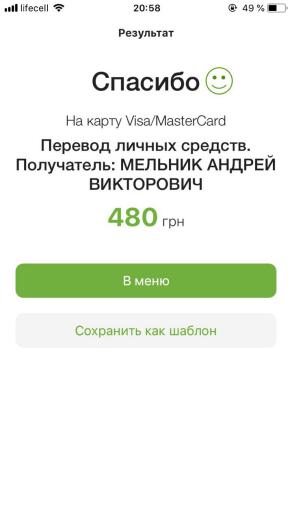 lifecell 20:58 49 %
Результат
Спасибо
На карту Visa/MasterCard
Перевод личных средств.
Получатель: МЕЛЬНИК АНДРЕЙ
ВИКТОРОВИЧ
480 грн
В меню
Сохранить как шаблон